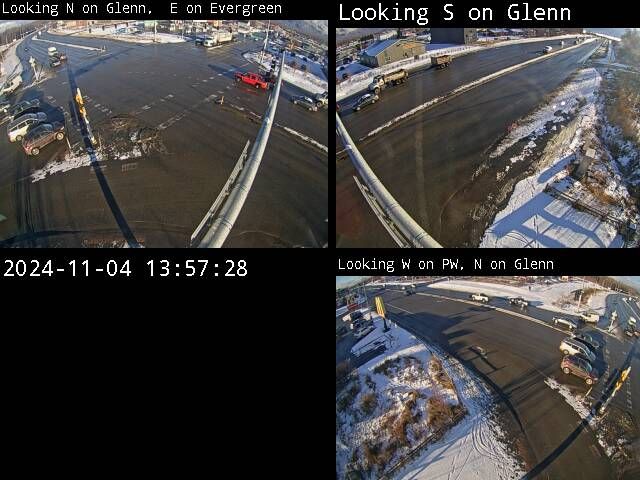 Looking N on Glenn,  E on Evergreen
Looking S on Glenn
2024-11-04 13:57:28
Looking W on PW, N on Glenn